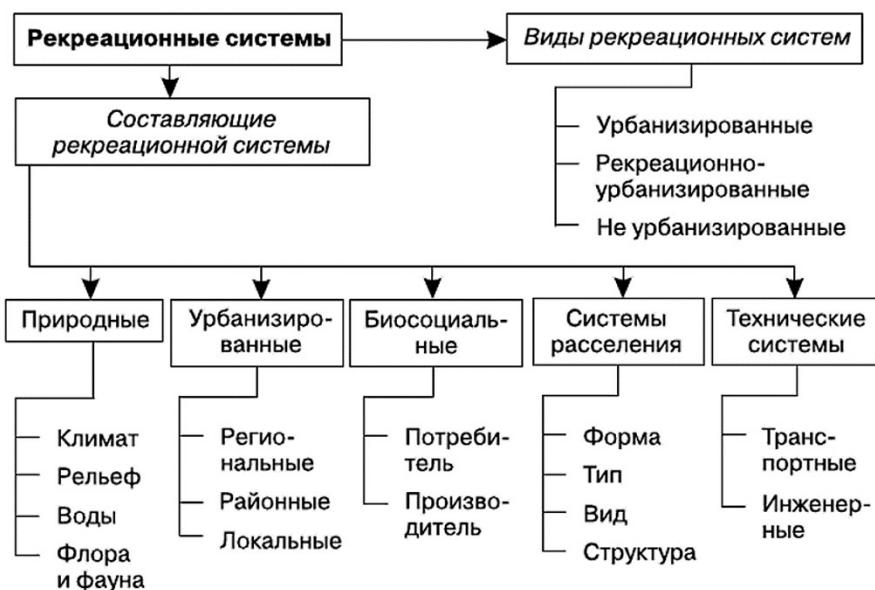 Рекреационные системы
Виды рекреационных систем
Составляющие
рекреационной системы
Урбанизированные
Рекреационно-
урбанизированные
Не урбанизированные
Природные
Климат
Рельеф
Воды
Флора
и фауна
Урбанизиро-
ванные
Регио-
нальные
Районные
Локальные
Биосоциаль-
ные
Потреби-
тель
Произво-
дитель
Системы
расселения
Форма
Тип
Вид
Структура
Технические
системы
Транс-
портные
Инженер-
ные